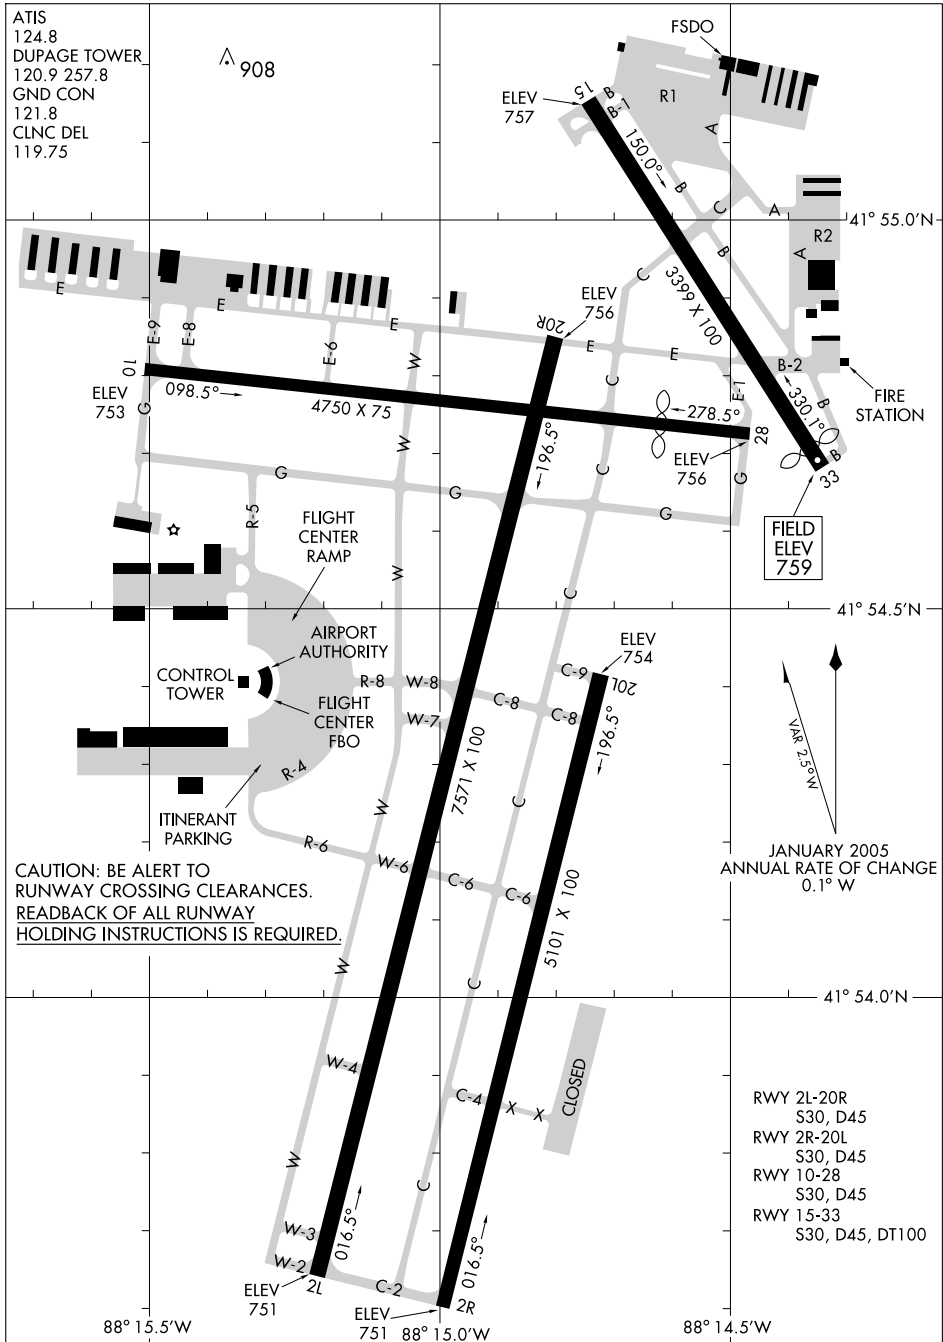 ATIS
124.8
DUPAGE TOWER
120.9 257.8
GND CON
121.8
CLNC DEL
119.75
908
FSDO
R1
ELEV
757
15
B
B-1
A
150.0°
B
C
A
41° 55.0'N
R2
A
B
C
3399 X 100
E
E
E-9
E-8
E-6
E
W
20R
ELEV
756
E
E
B-2
C
E-1
330.1°
B
FIRE
STATION
10
ELEV
753
G
098.5°
4750 X 75
W
196.5°
278.5°
28
ELEV
756
C
G
B
33
G
G
G
R-5
FLIGHT
CENTER
RAMP
W
C
FIELD
ELEV
759
41° 54.5'N
AIRPORT
AUTHORITY
CONTROL
TOWER
FLIGHT
CENTER
FBO
R-8
W-8
W-7
C-8
C-8
C-9
ELEV
754
20L
196.5°
VAR 2.5°W
R-4
7571 X 100
C
W
ITINERANT
PARKING
R-6
W-6
C-6
C-6
JANUARY 2005
ANNUAL RATE OF CHANGE
0.1° W
CAUTION: BE ALERT TO
RUNWAY CROSSING CLEARANCES.
READBACK OF ALL RUNWAY
HOLDING INSTRUCTIONS IS REQUIRED.
5101 X 100
W
C
41° 54.0'N
W-4
C-4
X
X
CLOSED
RWY 2L-20R
S30, D45
RWY 2R-20L
S30, D45
RWY 10-28
S30, D45
RWY 15-33
S30, D45, DT100
W
C
016.5°
016.5°
W-3
W-2
2L
C-2
2R
ELEV
751
ELEV
751
88° 15.5'W
88° 15.0'W
88° 14.5'W